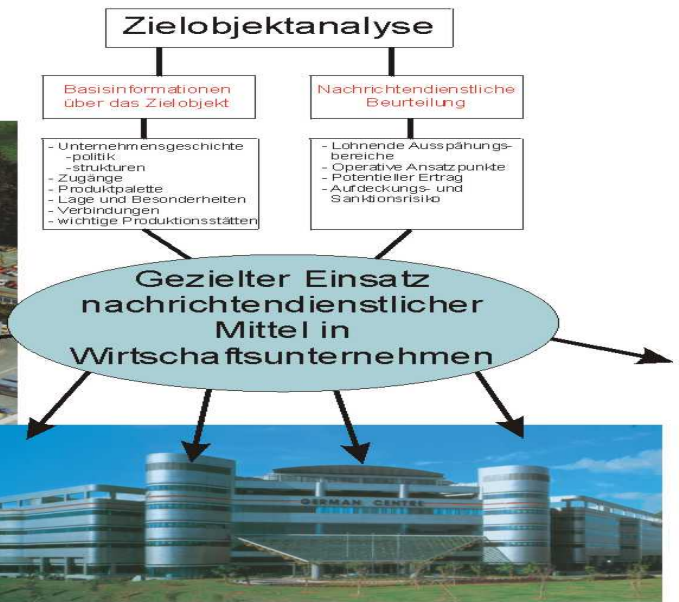 Zielobjektanalyse
Basisinformationen
über das Zielobjekt
- Unternehmensgeschichte
-politik
-strukturen
- Zugänge
- Produktpalette
- Lage und Besonderheiten
- Verbindungen
- wichtige Produktionsstätten
Nachrichtendienstliche
Beurteilung
- Lohnende Ausspähungs-
bereiche
- Operative Ansatzpunkte
- Potentieller Ertrag
- Aufdeckungs- und
Sanktionsrisiko
Gezielter Einsatz
nachrichtendienstlicher
Mittel in
Wirtschaftsunternehmen
GERMAN CENTRE